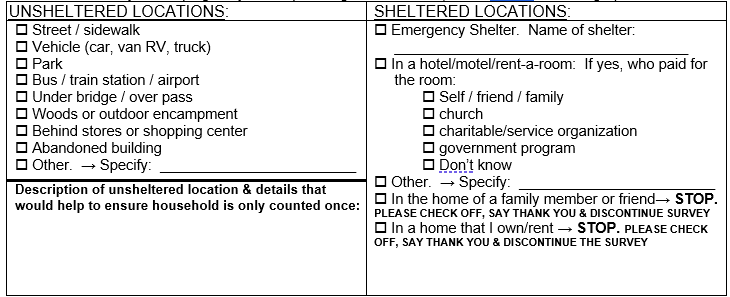 UNSHELTERED LOCATIONS:
☐ Street / sidewalk
☐ Vehicle (car, van RV, truck)
☐ Park
☐ Bus / train station / airport
☐ Under bridge / over pass
☐ Woods or outdoor encampment
☐ Behind stores or shopping center
☐ Abandoned building
☐ Other. → Specify: ____________________
Description of unsheltered location & details that
would help to ensure household is only counted once:
SHELTERED LOCATIONS:
☐ Emergency Shelter. Name of shelter:
______________________________
☐ In a hotel/motel/rent-a-room: If yes, who paid for
the room:
☐ Self / friend / family
☐ church
☐ charitable/service organization
☐ government program
☐ Don't know
☐ Other. → Specify: ____________________
☐ In the home of a family member or friend→ STOP.
PLEASE CHECK OFF, SAY THANK YOU & DISCONTINUE SURVEY
☐ In a home that I own/rent → STOP. PLEASE CHECK
OFF, SAY THANK YOU & DISCONTINUE THE SURVEY